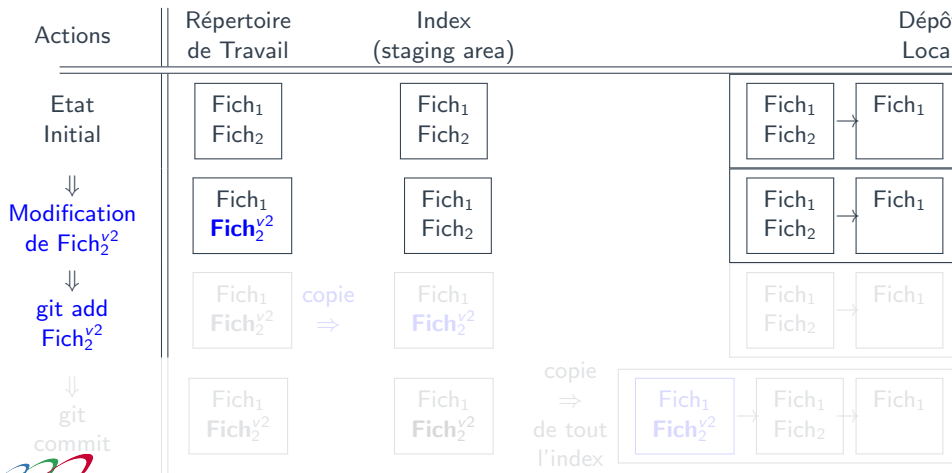 Actions
Répertoire
de Travail
Index
(staging area)
Dépô
Loca
Etat
Initial
Fich₁
Fich₂
Fich₁
Fich₂
Fich₁
Fich₂
→
Fich₁
⇓
Modification
de Fich₂ᵛ²
Fich₁
Fich₂ᵛ²
Fich₁
Fich₂
Fich₁
Fich₂
→
Fich₁
⇓
git add
Fich₂ᵛ²
Fich₁
Fich₂ᵛ²
copie
⇒
Fich₁
Fich₂ᵛ²
Fich₁
Fich₂
→
Fich₁
⇓
git
commit
Fich₁
Fich₂ᵛ²
Fich₁
Fich₂ᵛ²
copie
⇒
de tout
l'index
Fich₁
Fich₂ᵛ²
→
Fich₁
Fich₂
→
Fich₁